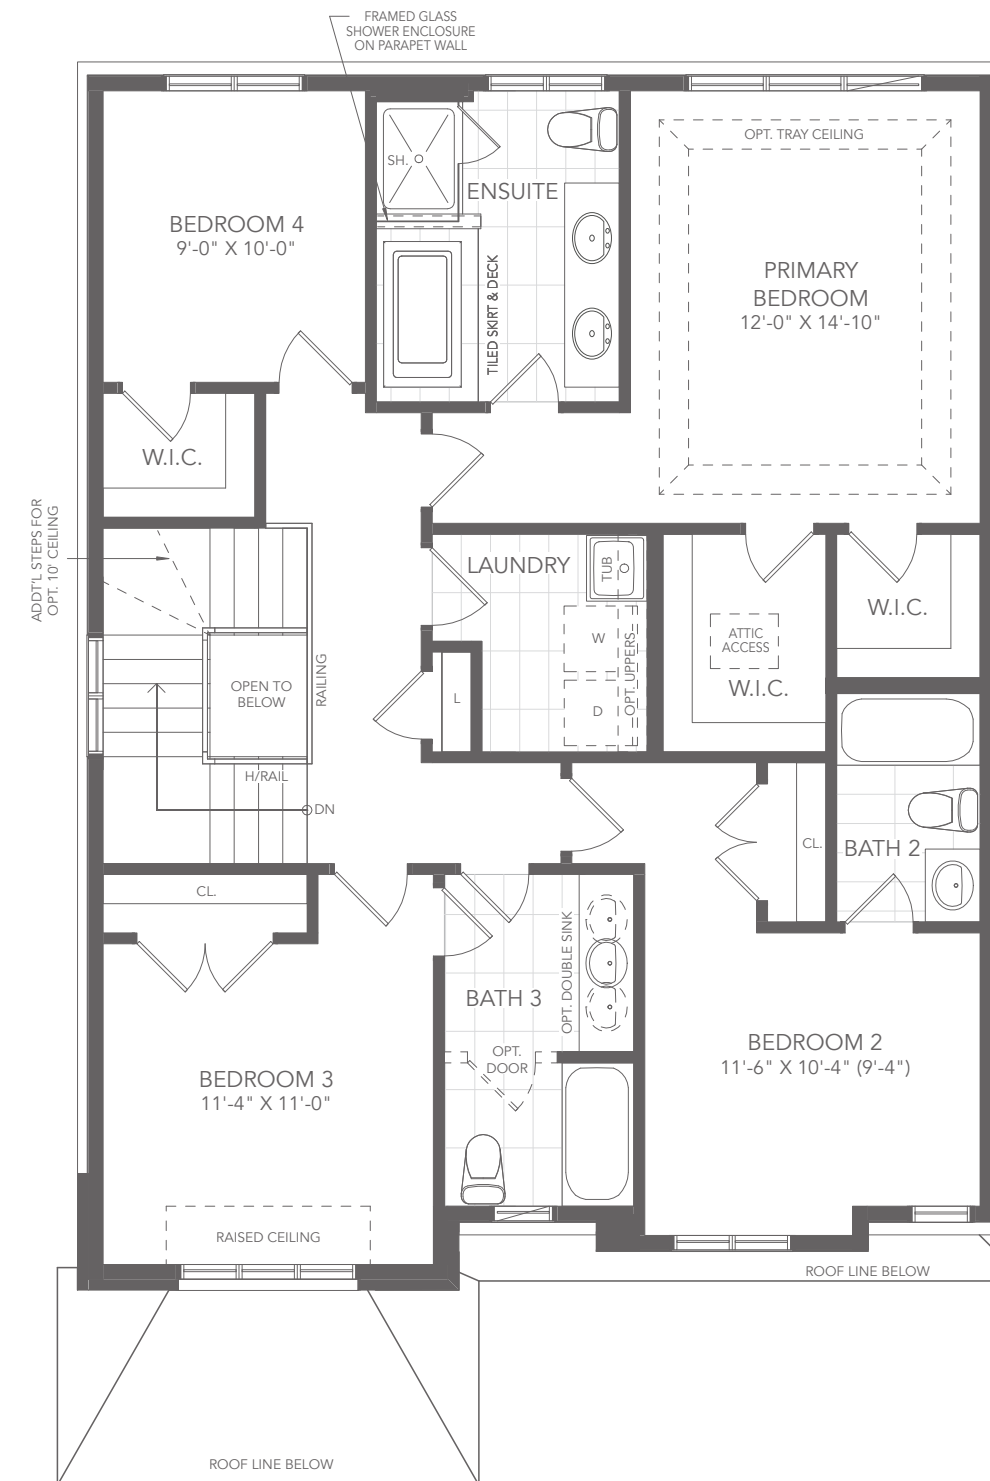 FRAMED GLASS
SHOWER ENCLOSURE
ON PARAPET WALL
OPT. TRAY CEILING
SH.
ENSUITE
BEDROOM 4
9'-0" X 10'-0"
TILED SKIRT & DECK
PRIMARY
BEDROOM
12'-0" X 14'-10"
W.I.C.
ADDT'L STEPS FOR
OPT. 10' CEILING
LAUNDRY
TUB
W.I.C.
W
D
OPT. UPPERS
ATTIC
ACCESS
W.I.C.
OPEN TO
BELOW
RAILING
L
H/RAIL
DN
CL.
BATH 2
CL.
OPT. DOUBLE SINK
BATH 3
OPT.
DOOR
BEDROOM 2
11'-6" X 10'-4" (9'-4")
BEDROOM 3
11'-4" X 11'-0"
RAISED CEILING
ROOF LINE BELOW
ROOF LINE BELOW